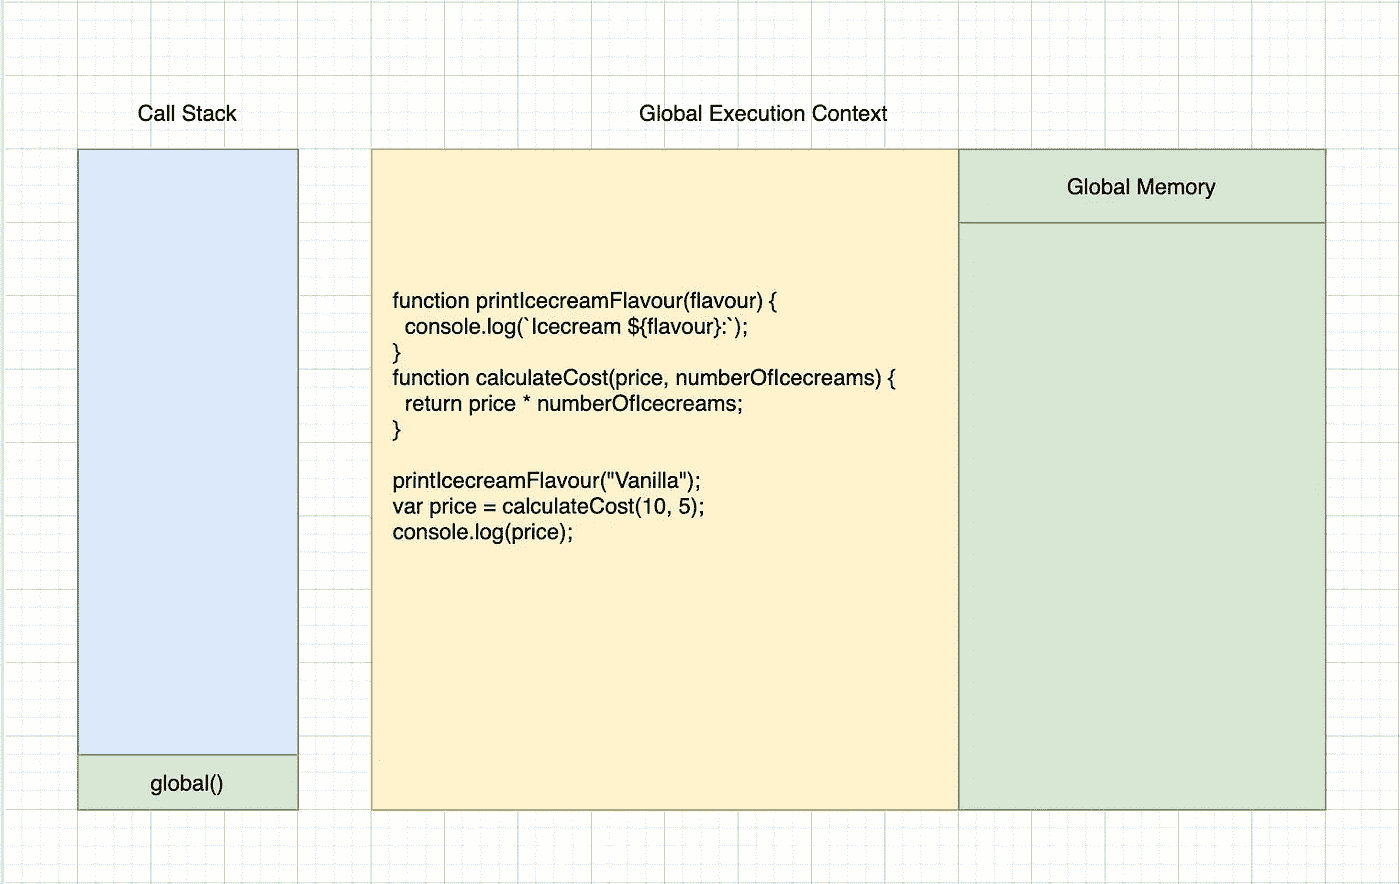 Call Stack
Global Execution Context
Global Memory
function printIcecreamFlavour(flavour) {
  console.log(`Icecream ${flavour}:`);
}
function calculateCost(price, numberOfIcecreams) {
  return price * numberOfIcecreams;
}
printIcecreamFlavour("Vanilla");
var price = calculateCost(10, 5);
console.log(price);
global()